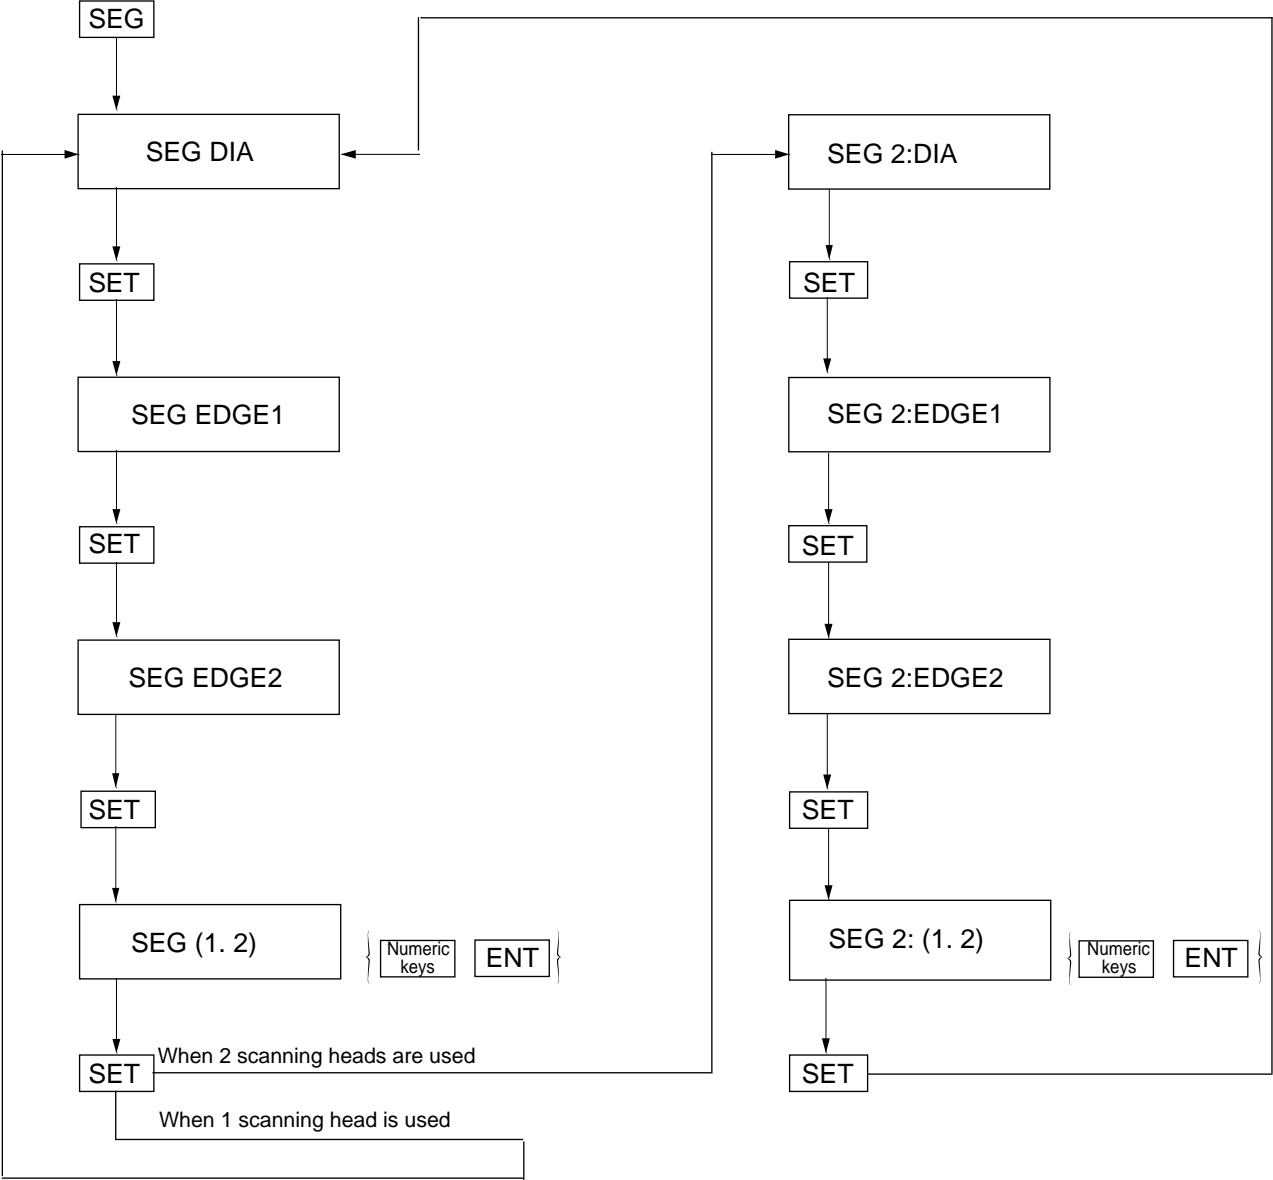 SEG
SEG DIA
SET
SEG EDGE1
SET
SEG EDGE2
SET
SEG (1. 2)
Numeric
keys
ENT
SET
When 2 scanning heads are used
When 1 scanning head is used
SEG 2:DIA
SET
SEG 2:EDGE1
SET
SEG 2:EDGE2
SET
SEG 2: (1. 2)
Numeric
keys
ENT
SET